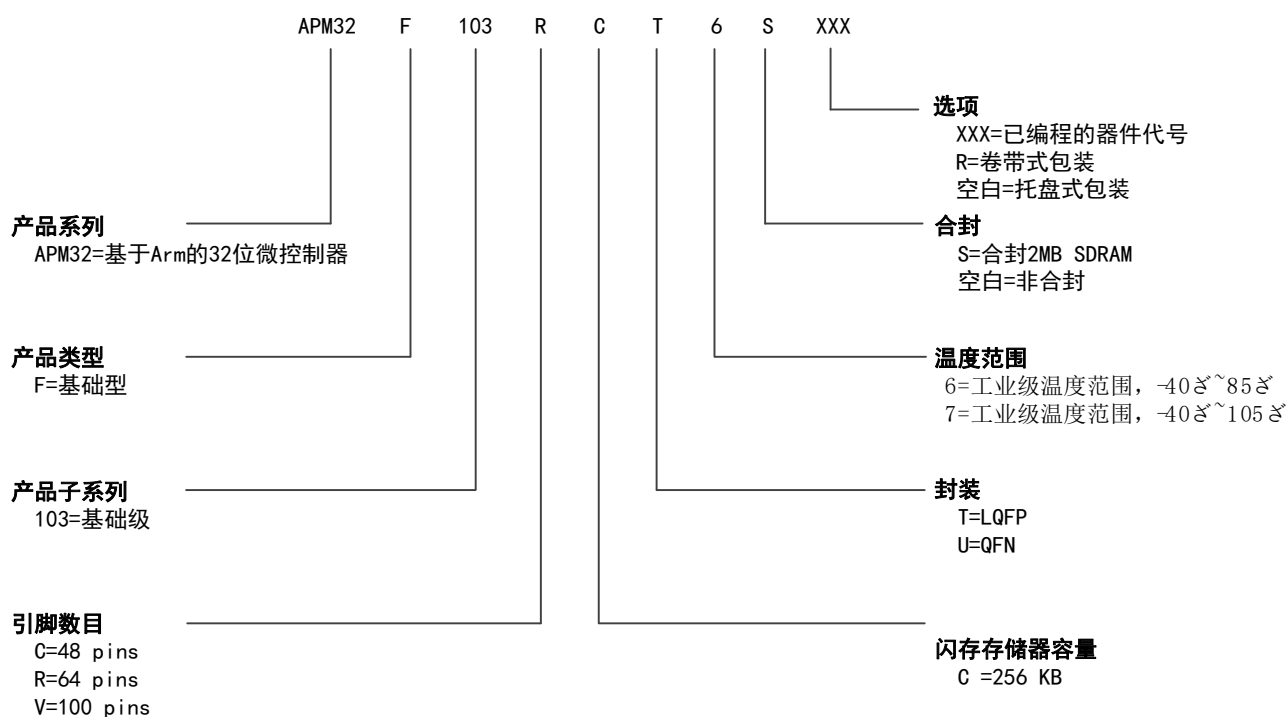 APM32 F 103 R C T 6 S XXX
选项
XXX=已编程的器件代号
R=卷带式包装
空白=托盘式包装
产品系列
APM32=基于Arm的32位微控制器
合封
S=合封2MB SDRAM
空白=非合封
产品类型
F=基础型
温度范围
6=工业级温度范围，-40ざ~85ざ
7=工业级温度范围，-40ざ~105ざ
产品子系列
103=基础级
封装
T=LQFP
U=QFN
引脚数目
C=48 pins
R=64 pins
V=100 pins
闪存存储器容量
C =256 KB